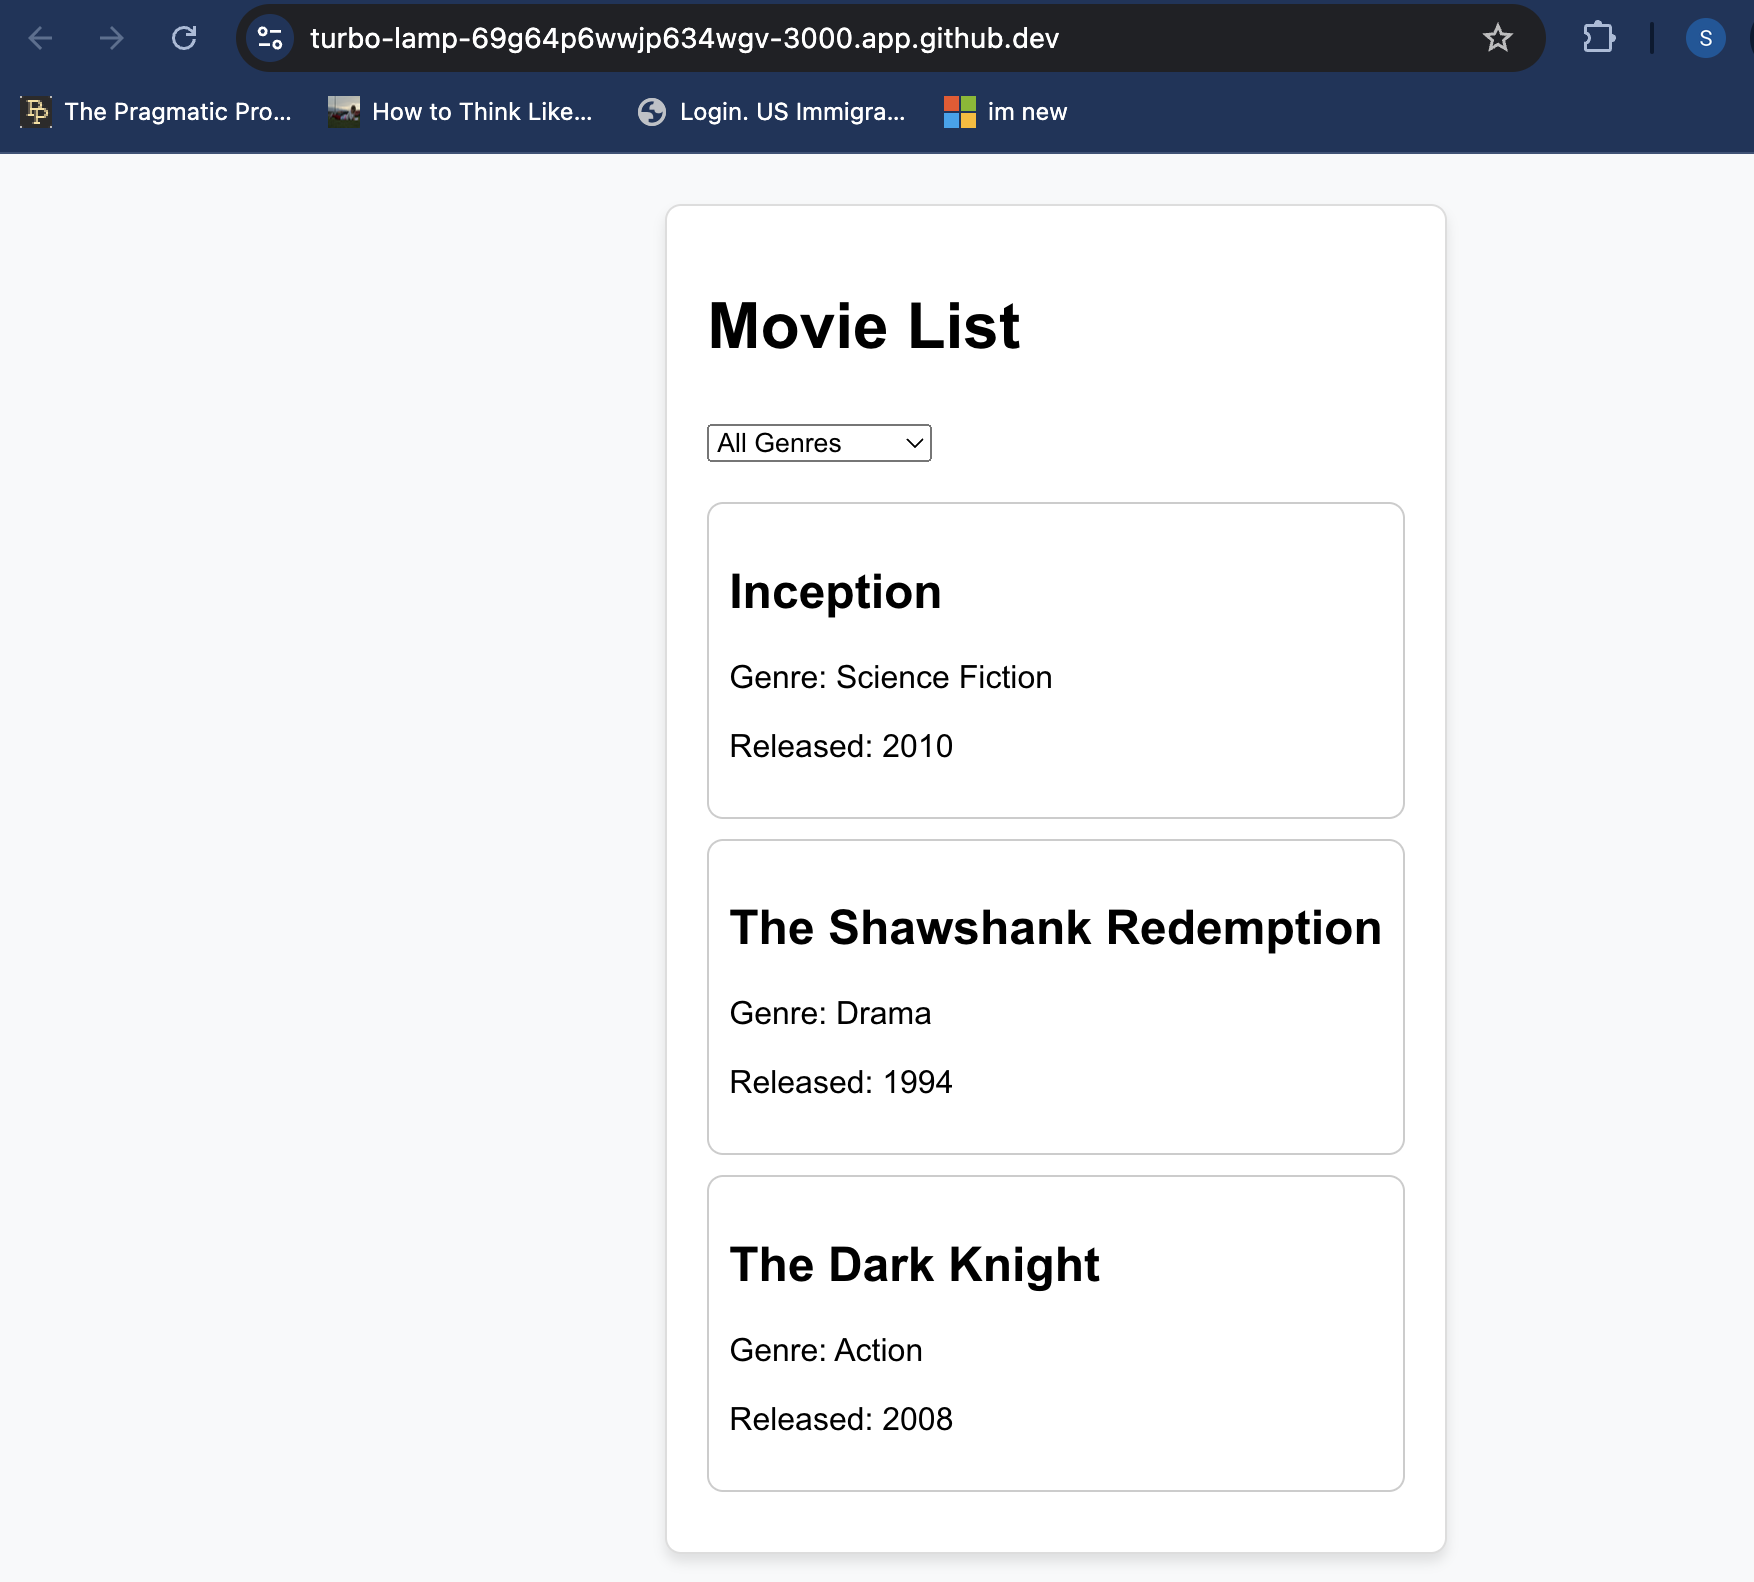 turbo-lamp-69g64p6wwjp634wgv-3000.app.github.dev
S
The Pragmatic Pro...
How to Think Like...
Login. US Immigra...
im new
Movie List
All Genres
Inception
Genre: Science Fiction
Released: 2010
The Shawshank Redemption
Genre: Drama
Released: 1994
The Dark Knight
Genre: Action
Released: 2008